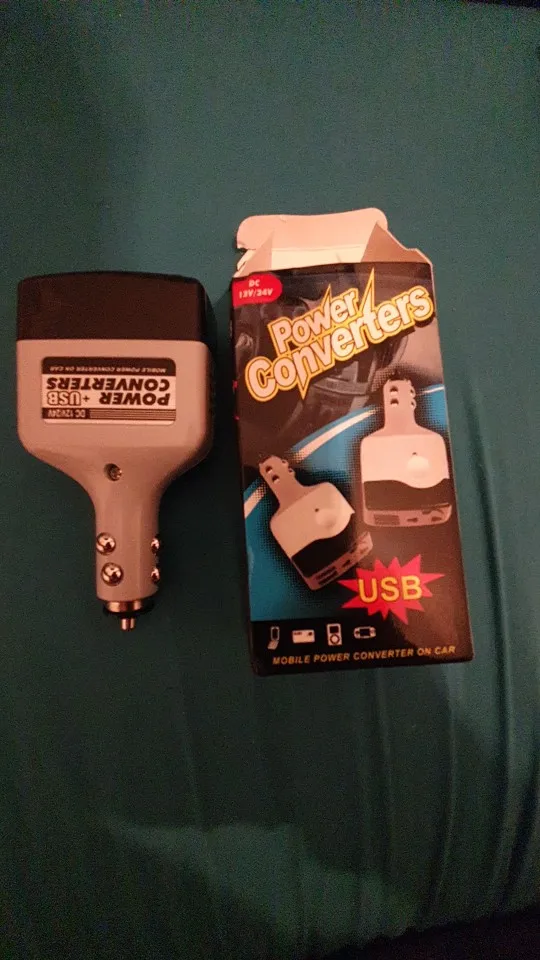 MOBILE POWER CONVERTER ON CAR
POWER
CONVERTERS
+ USB
DC 12V/24V
DC
12V/24V
Power
Converters
USB
MOBILE POWER CONVERTER ON CAR